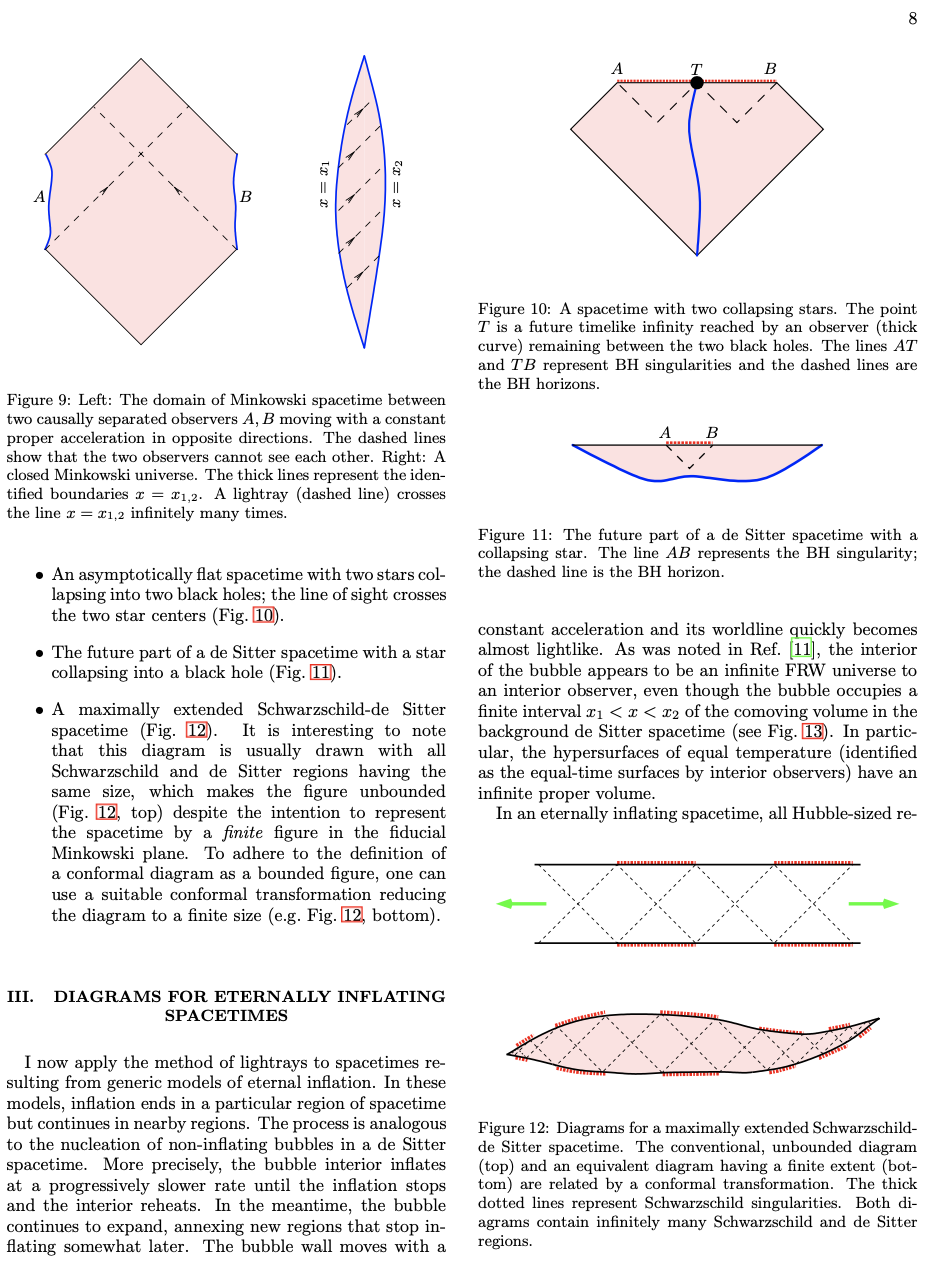 8
A
B
x = x1
x = x2
Figure 9: Left: The domain of Minkowski spacetime between
two causally separated observers A, B moving with a constant
proper acceleration in opposite directions. The dashed lines
show that the two observers cannot see each other. Right: A
closed Minkowski universe. The thick lines represent the iden-
tified boundaries x = x1,2. A lightray (dashed line) crosses
the line x = x1,2 infinitely many times.
• An asymptotically flat spacetime with two stars col-
lapsing into two black holes; the line of sight crosses
the two star centers (Fig. 10).
• The future part of a de Sitter spacetime with a star
collapsing into a black hole (Fig. 11).
• A maximally extended Schwarzschild-de Sitter
spacetime (Fig. 12). It is interesting to note
that this diagram is usually drawn with all
Schwarzschild and de Sitter regions having the
same size, which makes the figure unbounded
(Fig. 12, top) despite the intention to represent
the spacetime by a finite figure in the fiducial
Minkowski plane. To adhere to the definition of
a conformal diagram as a bounded figure, one can
use a suitable conformal transformation reducing
the diagram to a finite size (e.g. Fig. 12, bottom).
III. DIAGRAMS FOR ETERNALLY INFLATING
SPACETIMES
I now apply the method of lightrays to spacetimes re-
sulting from generic models of eternal inflation. In these
models, inflation ends in a particular region of spacetime
but continues in nearby regions. The process is analogous
to the nucleation of non-inflating bubbles in a de Sitter
spacetime. More precisely, the bubble interior inflates
at a progressively slower rate until the inflation stops
and the interior reheats. In the meantime, the bubble
continues to expand, annexing new regions that stop in-
flating somewhat later. The bubble wall moves with a
A T B
Figure 10: A spacetime with two collapsing stars. The point
T is a future timelike infinity reached by an observer (thick
curve) remaining between the two black holes. The lines AT
and TB represent BH singularities and the dashed lines are
the BH horizons.
A B
Figure 11: The future part of a de Sitter spacetime with a
collapsing star. The line AB represents the BH singularity;
the dashed line is the BH horizon.
constant acceleration and its worldline quickly becomes
almost lightlike. As was noted in Ref. [11], the interior
of the bubble appears to be an infinite FRW universe to
an interior observer, even though the bubble occupies a
finite interval x1 < x < x2 of the comoving volume in the
background de Sitter spacetime (see Fig. 13). In partic-
ular, the hypersurfaces of equal temperature (identified
as the equal-time surfaces by interior observers) have an
infinite proper volume.
In an eternally inflating spacetime, all Hubble-sized re-
Figure 12: Diagrams for a maximally extended Schwarzschild-
de Sitter spacetime. The conventional, unbounded diagram
(top) and an equivalent diagram having a finite extent (bot-
tom) are related by a conformal transformation. The thick
dotted lines represent Schwarzschild singularities. Both di-
agrams contain infinitely many Schwarzschild and de Sitter
regions.